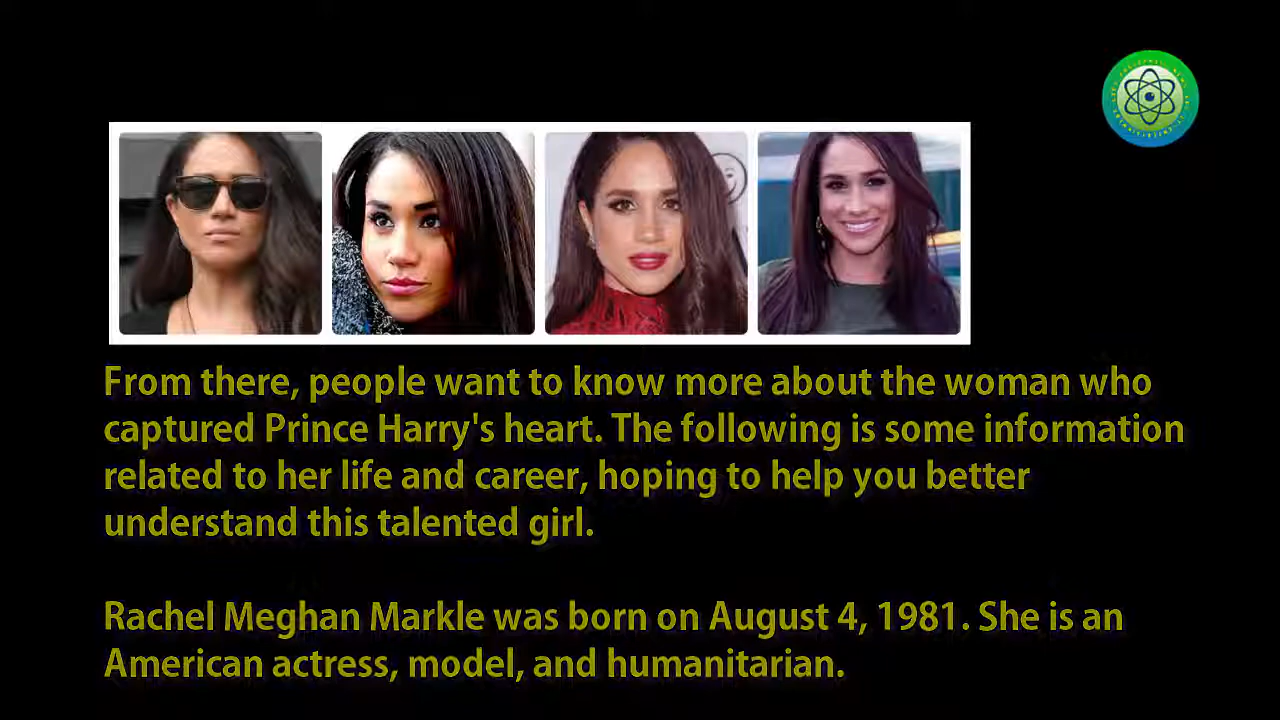 From there, people want to know more about the woman who
captured Prince Harry's heart. The following is some information
related to her life and career, hoping to help you better
understand this talented girl.
Rachel Meghan Markle was born on August 4, 1981. She is an
American actress, model, and humanitarian.